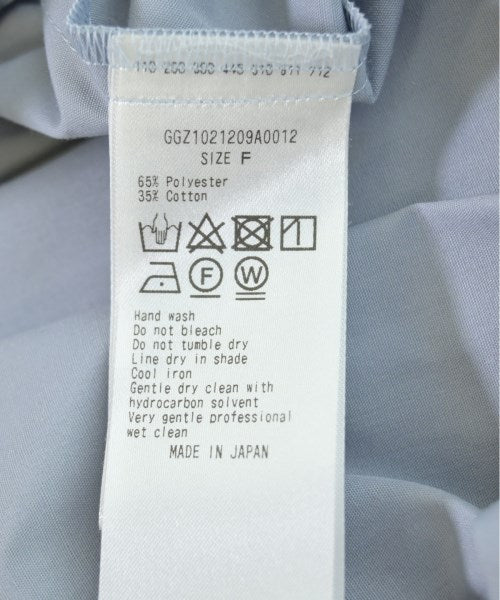 GGZ1021209A0012
SIZE F
65% Polyester
35% Cotton
F
W
Hand wash
Do not bleach
Do not tumble dry
Line dry in shade
Cool iron
Gentle dry clean with
hydrocarbon solvent
Very gentle professional
wet clean
MADE IN JAPAN